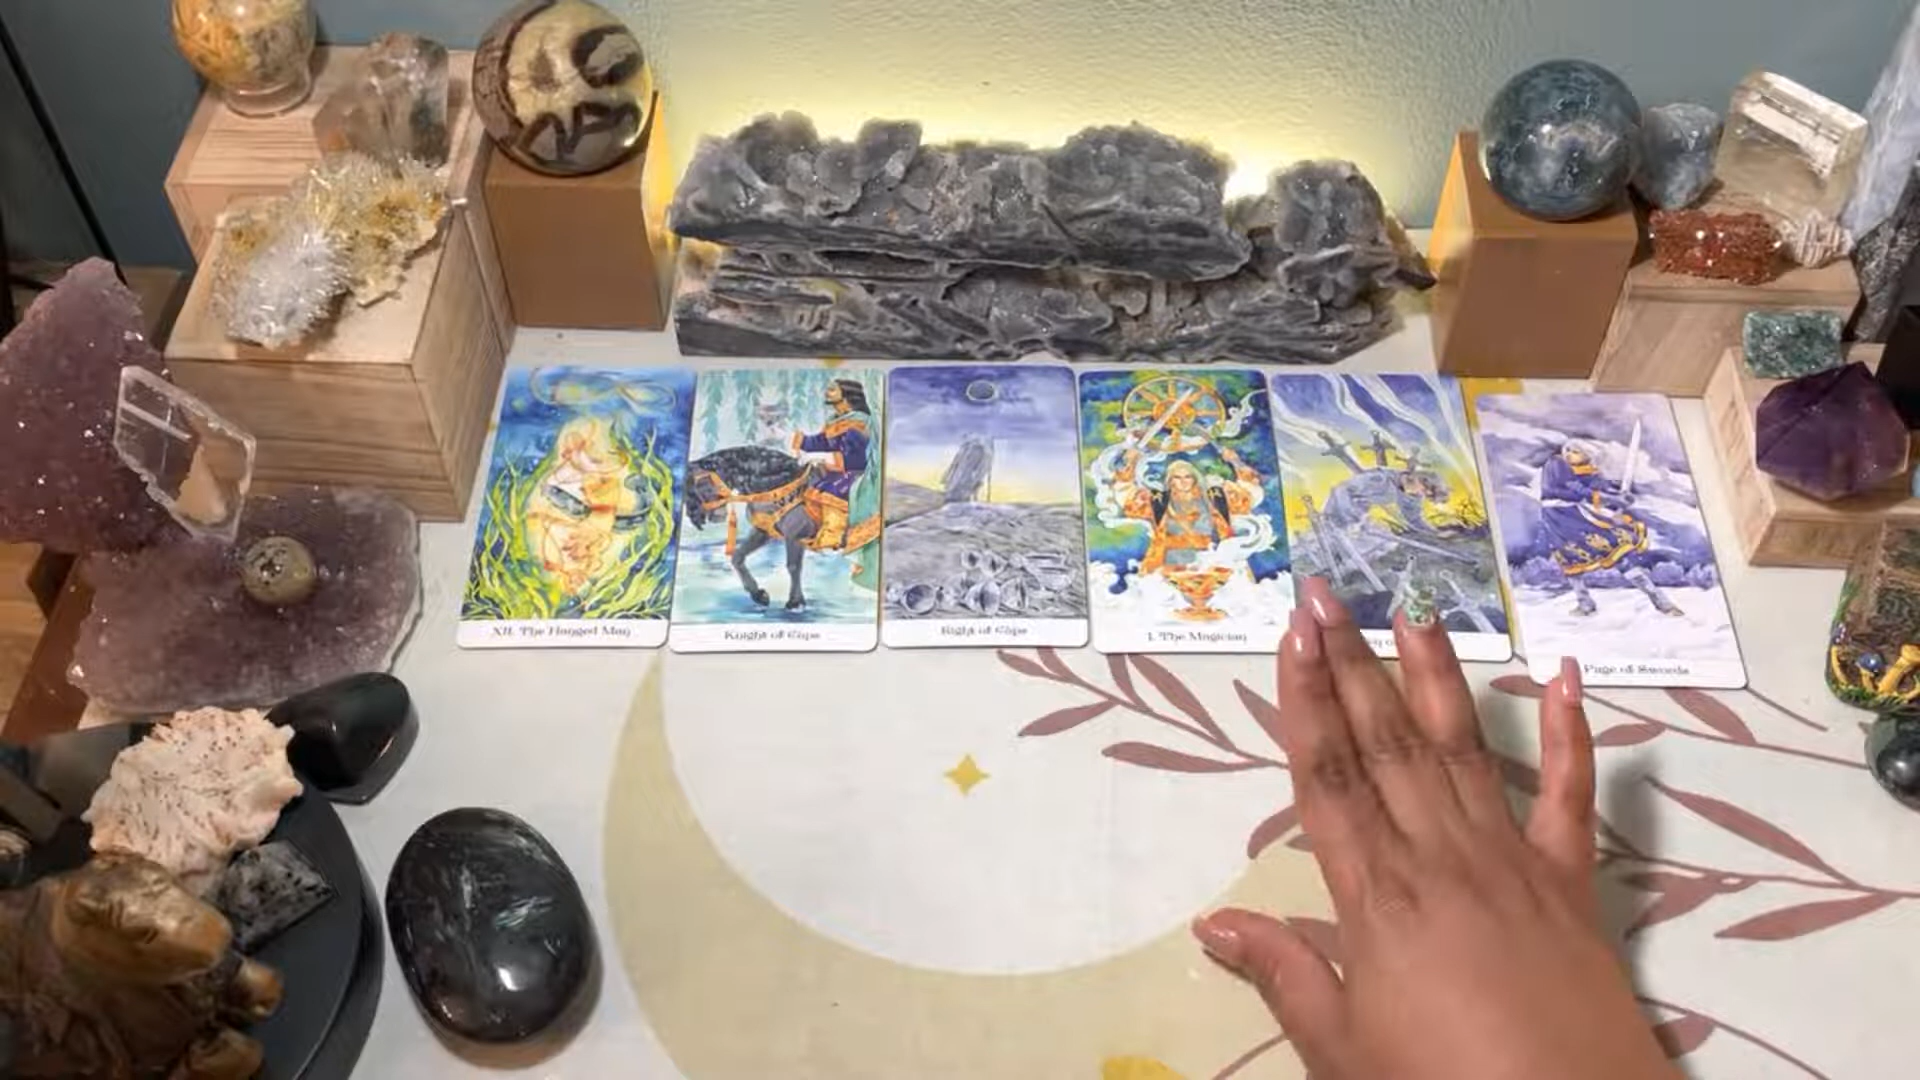 XII. The Hanged Man
Knight of Cups
Eight of Cups
I. The Magician
Page of Swords